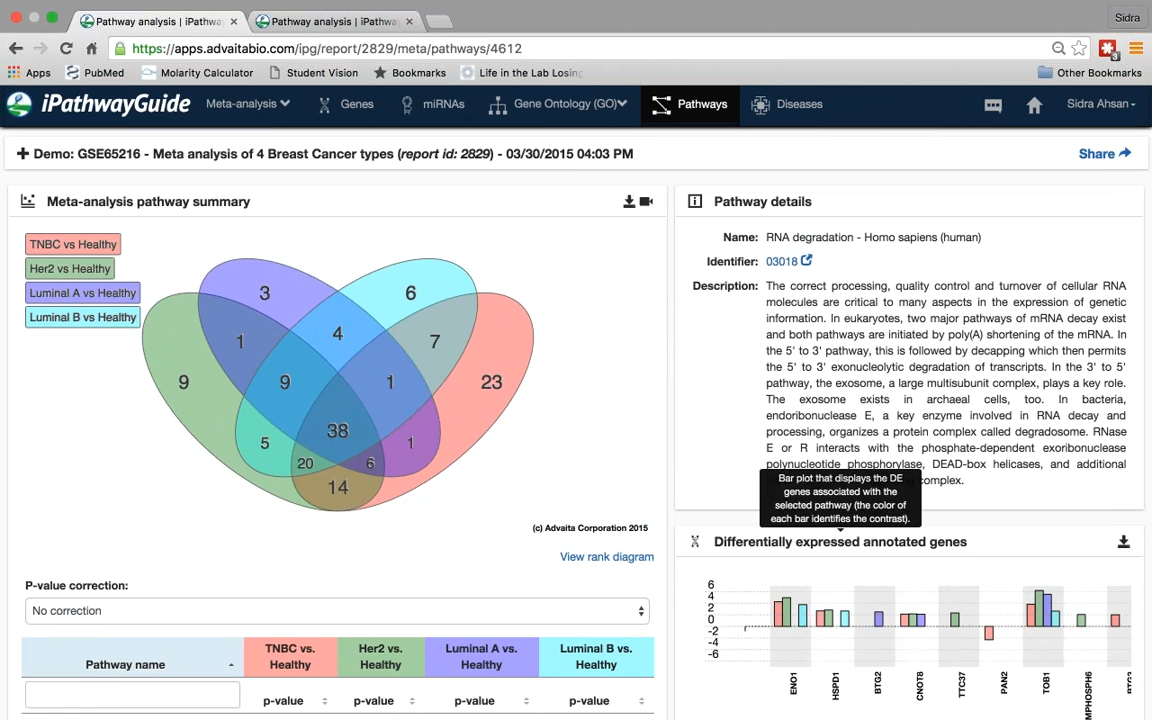 Pathway analysis | iPathwa
Pathway analysis | iPathwa
Sidra
https://apps.advaitabio.com/ipg/report/2829/meta/pathways/4612
3
Apps PubMed Molarity Calculator Student Vision Bookmarks Life in the Lab Losing Other Bookmarks
iPathwayGuide Meta-analysis Genes miRNAs Gene Ontology (GO) Pathways Diseases Sidra Ahsan
Demo: GSE65216 - Meta analysis of 4 Breast Cancer types (report id: 2829) - 03/30/2015 04:03 PM
Share
Meta-analysis pathway summary
TNBC vs Healthy
Her2 vs Healthy
Luminal A vs Healthy
Luminal B vs Healthy
3
6
4
1
7
9
9
1
23
38
5
1
20
6
14
(c) Advaita Corporation 2015
View rank diagram
P-value correction:
No correction
Pathway name
TNBC vs. Healthy
Her2 vs. Healthy
Luminal A vs. Healthy
Luminal B vs. Healthy
p-value p-value p-value p-value
Pathway details
Name: RNA degradation - Homo sapiens (human)
Identifier: 03018
Description: The correct processing, quality control and turnover of cellular RNA
molecules are critical to many aspects in the expression of genetic
information. In eukaryotes, two major pathways of mRNA decay exist
and both pathways are initiated by poly(A) shortening of the mRNA. In
the 5' to 3' pathway, this is followed by decapping which then permits
the 5' to 3' exonucleolytic degradation of transcripts. In the 3' to 5'
pathway, the exosome, a large multisubunit complex, plays a key role.
The exosome exists in archaeal cells, too. In bacteria,
endoribonuclease E, a key enzyme involved in RNA decay and
processing, organizes a protein complex called degradosome. RNase
E or R interacts with the phosphate-dependent exoribonuclease
polynucleotide phosphorylase, DEAD-box helicases, and additional
complex.
Bar plot that displays the DE
genes associated with the
selected pathway (the color of
each bar identifies the contrast).
Differentially expressed annotated genes
6
4
2
0
-2
-4
-6
ENO1
HSPD1
BTG2
CNOT8
TTC37
PAN2
TOB1
MPHOSPH6